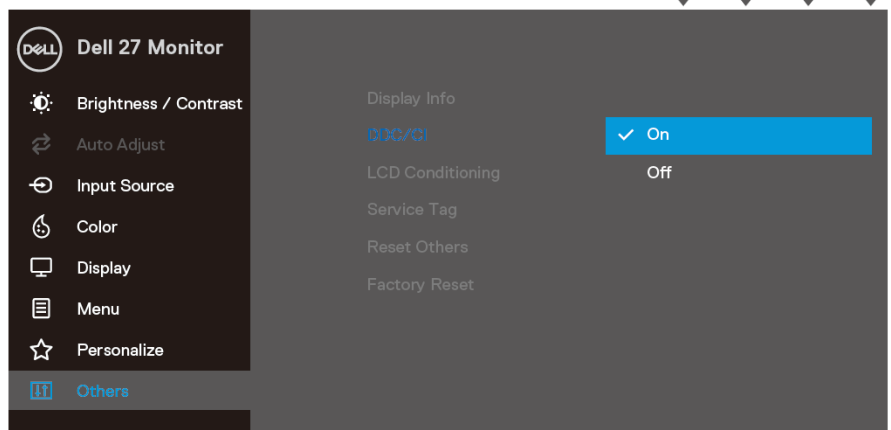 DELL Dell 27 Monitor
Brightness / Contrast
Auto Adjust
Input Source
Color
Display
Menu
Personalize
Others
Display Info
DDC/CI
LCD Conditioning
Service Tag
Reset Others
Factory Reset
On
Off